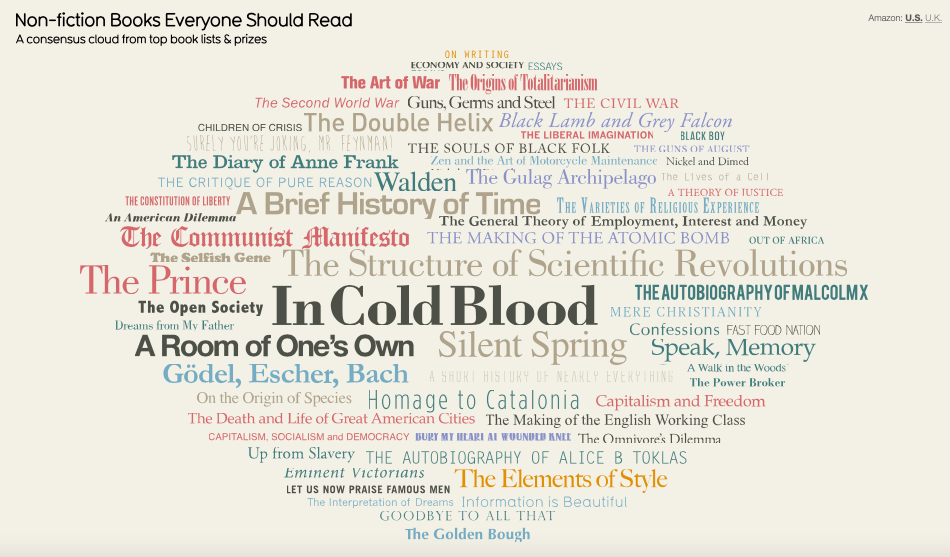 Non-fiction Books Everyone Should Read
Amazon: U.S. U.K.
A consensus cloud from top book lists & prizes
ON WRITING
ECONOMY AND SOCIETY ESSAYS
The Art of War The Origins of Totalitarianism
The Second World War Guns, Germs and Steel THE CIVIL WAR
CHILDREN OF CRISIS The Double Helix Black Lamb and Grey Falcon
THE LIBERAL IMAGINATION BLACK BOY
SURELY YOU'RE JOKING, MR. FEYNMAN! THE SOULS OF BLACK FOLK THE GUNS OF AUGUST
The Diary of Anne Frank Zen and the Art of Motorcycle Maintenance Nickel and Dimed
THE CRITIQUE OF PURE REASON Walden The Gulag Archipelago The Lives of a Cell
A THEORY OF JUSTICE
THE CONSTITUTION OF LIBERTY A Brief History of Time The Varieties of Religious Experience
An American Dilemma The General Theory of Employment, Interest and Money
The Communist Manifesto THE MAKING OF THE ATOMIC BOMB OUT OF AFRICA
The Selfish Gene The Structure of Scientific Revolutions
The Prince
The Open Society In Cold Blood THE AUTOBIOGRAPHY OF MALCOLM X
MERE CHRISTIANITY
Dreams from My Father Confessions FAST FOOD NATION
A Room of One's Own Silent Spring Speak, Memory
A Walk in the Woods
Gödel, Escher, Bach A SHORT HISTORY OF NEARLY EVERYTHING The Power Broker
On the Origin of Species Homage to Catalonia Capitalism and Freedom
The Death and Life of Great American Cities The Making of the English Working Class
CAPITALISM, SOCIALISM and DEMOCRACY BURY MY HEART AT WOUNDED KNEE The Omnivore's Dilemma
Up from Slavery THE AUTOBIOGRAPHY OF ALICE B TOKLAS
Eminent Victorians The Elements of Style
LET US NOW PRAISE FAMOUS MEN
The Interpretation of Dreams Information is Beautiful
GOODBYE TO ALL THAT
The Golden Bough